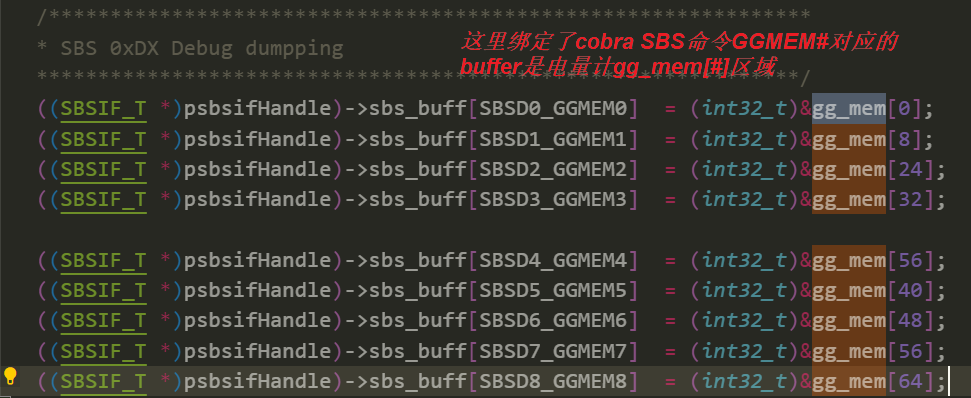 /***************************************************************
* SBS 0xDX Debug dumpping
***************************************************************/
这里绑定了cobra SBS命令GGMEM#对应的
buffer是电量计gg_mem[#]区域
((SBSIF_T *)psbsifHandle)->sbs_buff[SBSD0_GGMEM0]  = (int32_t)&gg_mem[0];
((SBSIF_T *)psbsifHandle)->sbs_buff[SBSD1_GGMEM1]  = (int32_t)&gg_mem[8];
((SBSIF_T *)psbsifHandle)->sbs_buff[SBSD2_GGMEM2]  = (int32_t)&gg_mem[24];
((SBSIF_T *)psbsifHandle)->sbs_buff[SBSD3_GGMEM3]  = (int32_t)&gg_mem[32];
((SBSIF_T *)psbsifHandle)->sbs_buff[SBSD4_GGMEM4]  = (int32_t)&gg_mem[56];
((SBSIF_T *)psbsifHandle)->sbs_buff[SBSD5_GGMEM5]  = (int32_t)&gg_mem[40];
((SBSIF_T *)psbsifHandle)->sbs_buff[SBSD6_GGMEM6]  = (int32_t)&gg_mem[48];
((SBSIF_T *)psbsifHandle)->sbs_buff[SBSD7_GGMEM7]  = (int32_t)&gg_mem[56];
((SBSIF_T *)psbsifHandle)->sbs_buff[SBSD8_GGMEM8]  = (int32_t)&gg_mem[64];